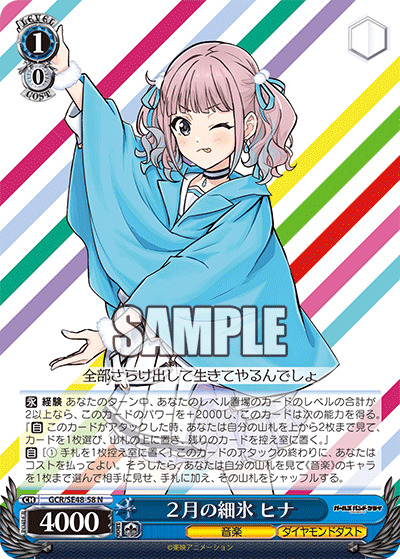 LEVEL
1
0
COST
SAMPLE
全部さらけ出して生きてやるんでしょ
永 経験 あなたのターン中、あなたのレベル置場のカードのレベルの合計が
2以上なら、このカードのパワーを+2000し、このカードは次の能力を得る。
『自 このカードがアタックした時、あなたは自分の山札を上から2枚まで見て、
カードを1枚選び、山札の上に置き、残りのカードを控え室に置く。』
自［① 手札を1枚控え室に置く］ このカードのアタックの終わりに、あなたは
コストを払ってよい。そうしたら、あなたは自分の山札を見て《音楽》のキャラ
を1枚まで選んで相手に見せ、手札に加え、その山札をシャッフルする。
CH GCR/SE48-58 N
4000
2月の細氷 ヒナ
ガールズバンドクライ
音楽
ダイヤモンドダスト
©東映アニメーション